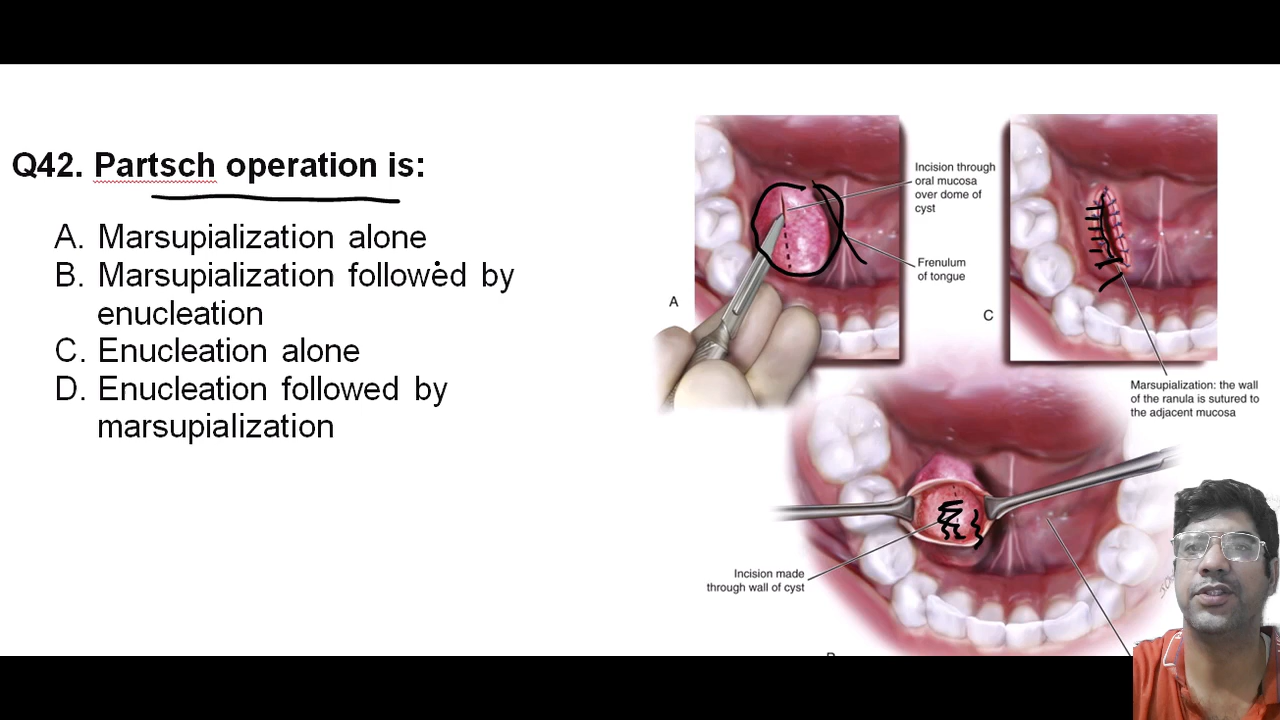 Q42. Partsch operation is:
A. Marsupialization alone
B. Marsupialization followed by
enucleation
C. Enucleation alone
D. Enucleation followed by
marsupialization
Incision through
oral mucosa
over dome of
cyst
Frenulum
of tongue
A
C
Marsupialization: the wall
of the ranula is sutured to
the adjacent mucosa
Incision made
through wall of cyst